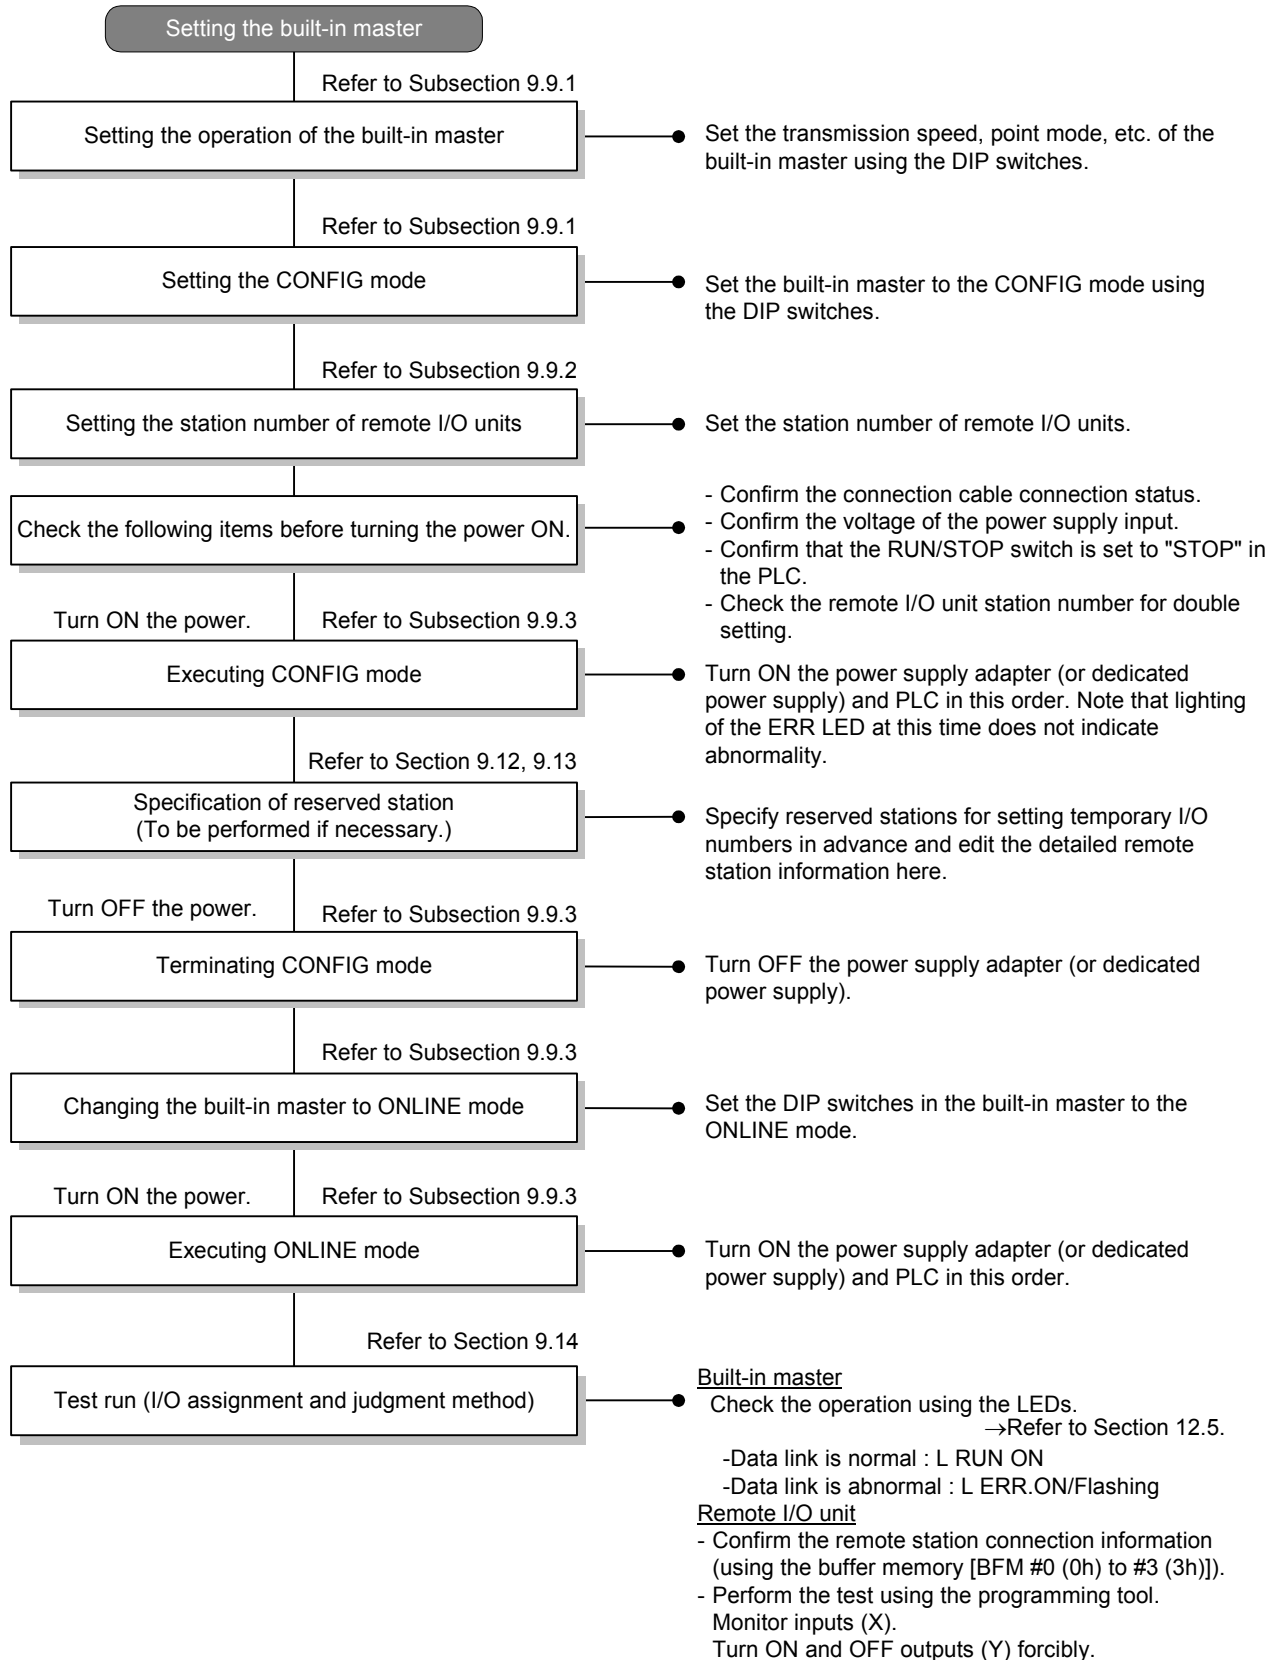 Setting the built-in master
Refer to Subsection 9.9.1
Setting the operation of the built-in master
Set the transmission speed, point mode, etc. of the
built-in master using the DIP switches.
Refer to Subsection 9.9.1
Setting the CONFIG mode
Set the built-in master to the CONFIG mode using
the DIP switches.
Refer to Subsection 9.9.2
Setting the station number of remote I/O units
Set the station number of remote I/O units.
Check the following items before turning the power ON.
- Confirm the connection cable connection status.
- Confirm the voltage of the power supply input.
- Confirm that the RUN/STOP switch is set to "STOP" in
the PLC.
- Check the remote I/O unit station number for double
setting.
Turn ON the power.
Refer to Subsection 9.9.3
Executing CONFIG mode
Turn ON the power supply adapter (or dedicated
power supply) and PLC in this order. Note that lighting
of the ERR LED at this time does not indicate
abnormality.
Refer to Section 9.12, 9.13
Specification of reserved station
(To be performed if necessary.)
Specify reserved stations for setting temporary I/O
numbers in advance and edit the detailed remote
station information here.
Turn OFF the power.
Refer to Subsection 9.9.3
Terminating CONFIG mode
Turn OFF the power supply adapter (or dedicated
power supply).
Refer to Subsection 9.9.3
Changing the built-in master to ONLINE mode
Set the DIP switches in the built-in master to the
ONLINE mode.
Turn ON the power.
Refer to Subsection 9.9.3
Executing ONLINE mode
Turn ON the power supply adapter (or dedicated
power supply) and PLC in this order.
Refer to Section 9.14
Test run (I/O assignment and judgment method)
Built-in master
Check the operation using the LEDs.
→Refer to Section 12.5.
-Data link is normal : L RUN ON
-Data link is abnormal : L ERR.ON/Flashing
Remote I/O unit
- Confirm the remote station connection information
(using the buffer memory [BFM #0 (0h) to #3 (3h)]).
- Perform the test using the programming tool.
Monitor inputs (X).
Turn ON and OFF outputs (Y) forcibly.